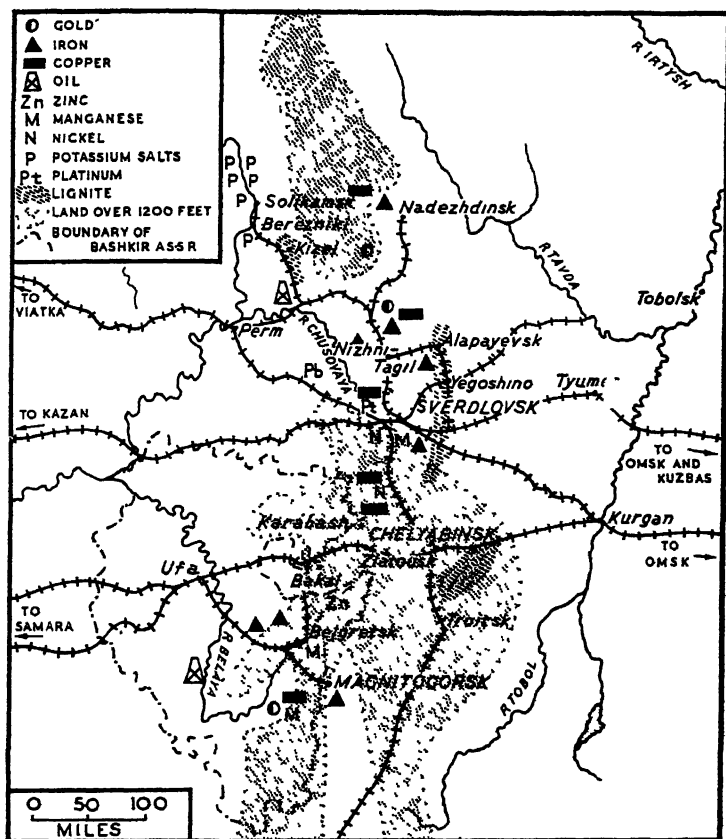 GOLD
IRON
COPPER
OIL
Zn ZINC
M MANGANESE
N NICKEL
P POTASSIUM SALTS
Pt PLATINUM
LIGNITE
LAND OVER 1200 FEET
BOUNDARY OF
BASHKIR ASSR
R IRTYSH
P P
P P
P P
P
P
Solikamsk
Nadezhdinsk
Berezniki
Kizel
R TAVDA
Tobolsk
TO
VIATKA
Perm
R CHUSOVAYA
Nizhni-
Tagil
Alapayevsk
Pb
Yegoshino
SVERDLOVSK
TO KAZAN
N
M
TO
OMSK AND
KUZBAS
N
Karabash
CHELYABINSK
Kurgan
TO
OMSK
Zlatoust
Ufa
Bakal
Zn
TO
SAMARA
Troitsk
Belgretsk
M
R BELAYA
MAGNITOGORSK
M
R TOBOL
0 50 100
MILES